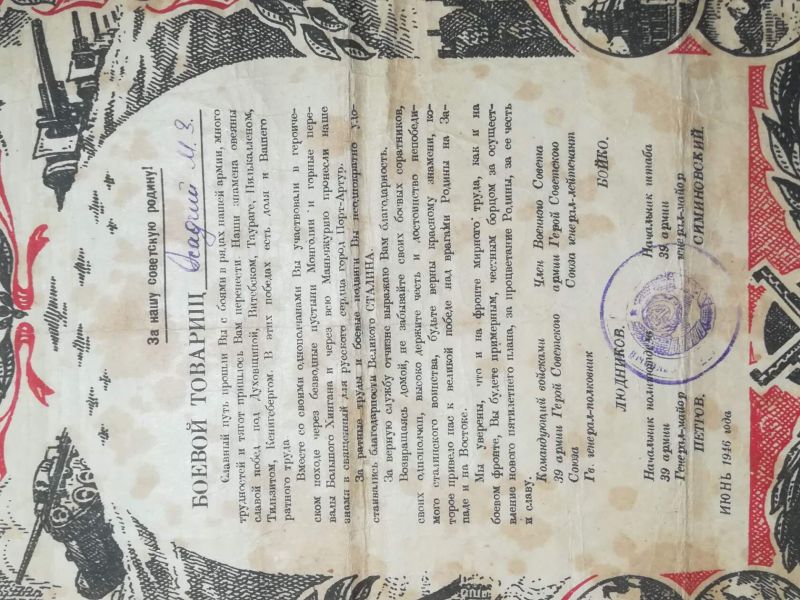 За нашу советскую родину!
БОЕВОЙ ТОВАРИЩ М. З.
Славный путь прошли Вы с боями в рядах нашей армии, много
трудностей и тягот пришлось Вам перенести Наши знамена овеяны
славой побед под Духовщиной, Витебском, Таураге, Пилькалленом,
Тильзитом, Кенигсбергом. В этих победах есть доля и Вашего
ратного труда
Вместе со своими однополчанами Вы участвовали в героичес-
ском походе через безводные пустыни Монголии и горные пере-
валы Большого Хингана и через всю Маньчжурию пронесли наше
знамя в священный для русского сердца город Порт-Артур.
За ратные труды и боевые подвиги Вы неоднократно удо-
стаивались благодарности Великого СТАЛИНА.
За верную службу отчизне выражаю Вам благодарность.
Возвращаясь домой, не забывайте своих боевых соратников,
своих однополчан, высоко держите честь и достоинство непобеди-
мого сталинского воинства, будьте верны красному знамени, ко-
торое привело нас к великой победе над врагами Родины на За-
паде и на Востоке.
Мы уверены, что и на фронте мирного труда, как и на
боевом фронте, Вы будете примерным, честным борцом за осущест-
вление нового пятилетнего плана, за процветание Родины, за ее честь
и славу.
Командующий войсками
39 армии Герой Советского
Союза
Гв. генерал-полковник
ЛЮДНИКОВ.
Член Военного Совета
армии Герой Советского
Союза генерал-лейтенант
БОЙКО.
Начальник политотдела
39 армии
Генерал-майор
ПЕТРОВ.
Начальник штаба
39 армии
генерал-майор
СИМИНОВСКИЙ.
ИЮНЬ 1946 года